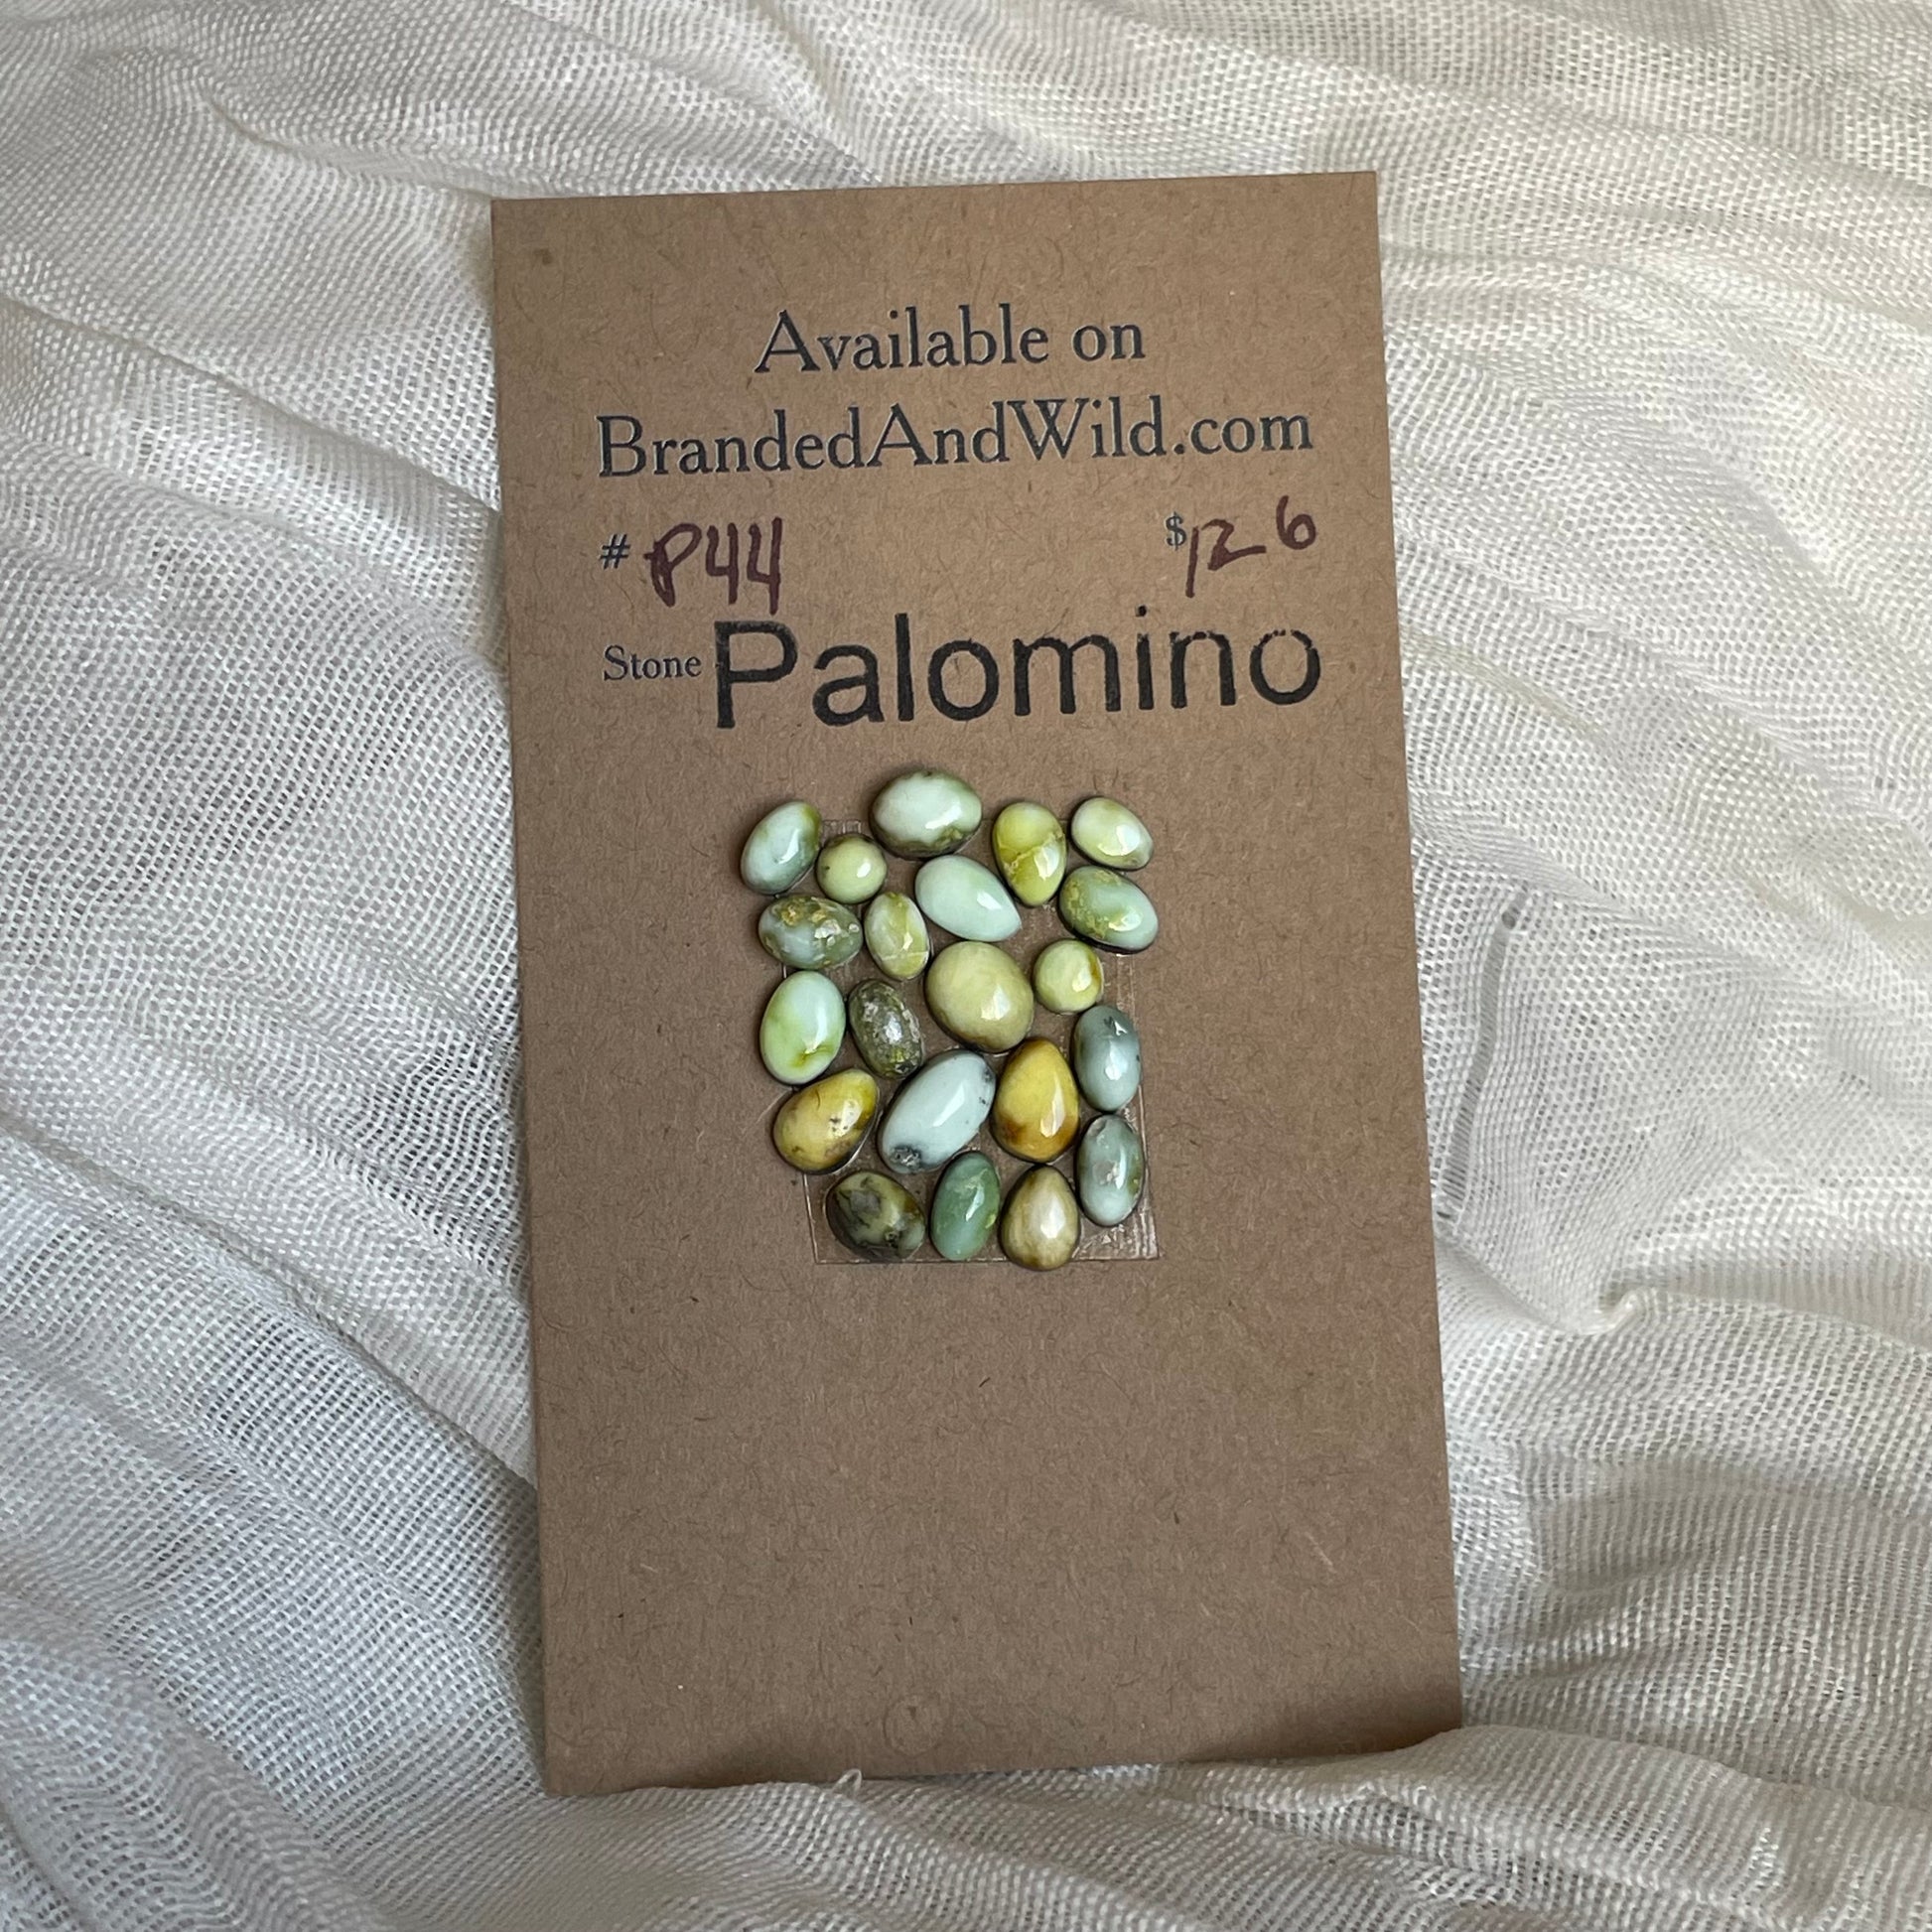 Available on
BrandedAndWild.com
# P44 $126
Stone Palomino